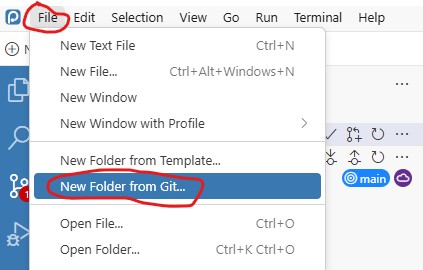 File Edit Selection View Go Run Terminal Help
New Text File Ctrl+N
New File... Ctrl+Alt+Windows+N
New Window
New Window with Profile
New Folder from Template...
New Folder from Git...
main
Open File... Ctrl+O
Open Folder... Ctrl+K Ctrl+O